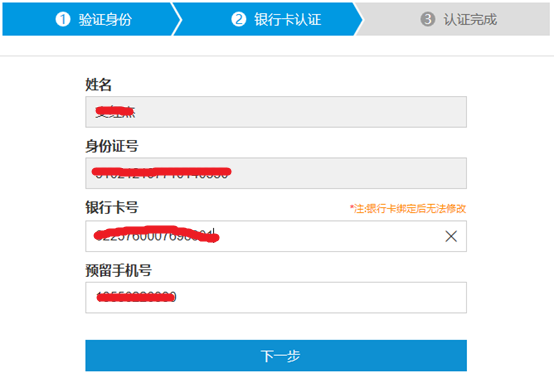 1 验证身份
2 银行卡认证
3 认证完成
姓名
身份证号
银行卡号
*注:银行卡绑定后无法修改
预留手机号
下一步